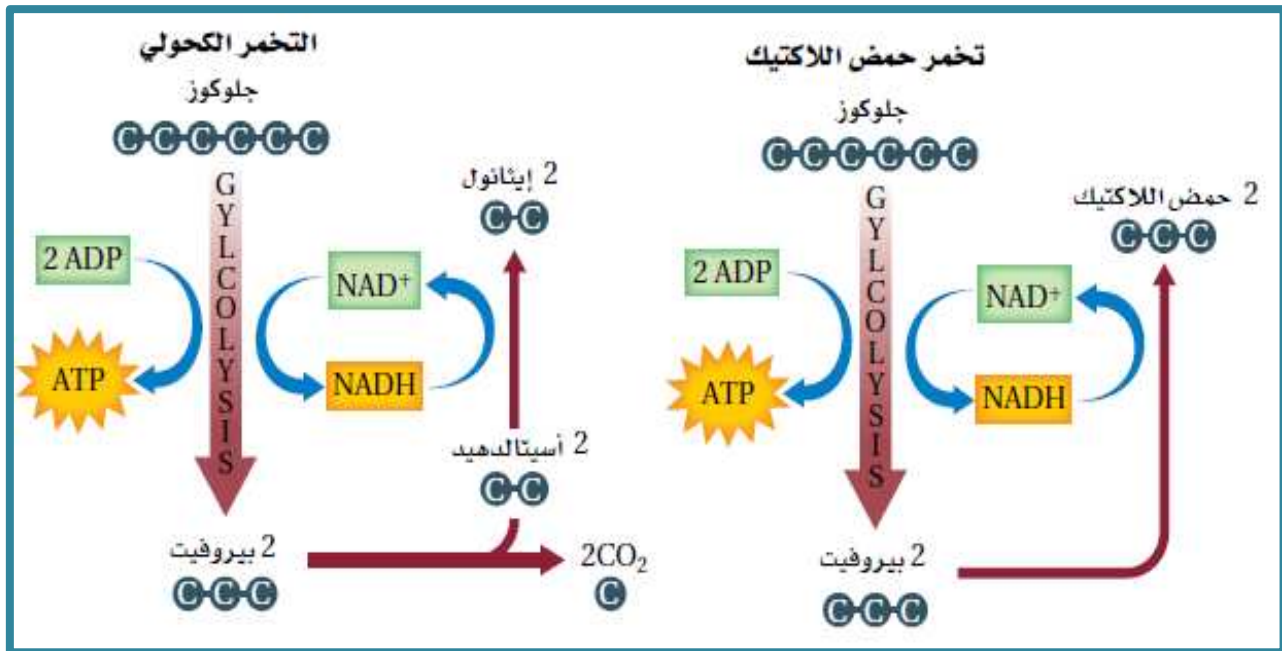 التخمر الكحولي
جلوكوز
C-C-C-C-C-C
GYLCOLYSIS
2 ADP
ATP
NAD+
NADH
2 إيثانول
C-C
2 أسيتالدهيد
C-C
2 بيروفيت
C-C-C
2CO₂
C
تخمر حمض اللاكتيك
جلوكوز
C-C-C-C-C-C
GYLCOLYSIS
2 ADP
ATP
NAD+
NADH
2 حمض اللاكتيك
C-C-C
2 بيروفيت
C-C-C